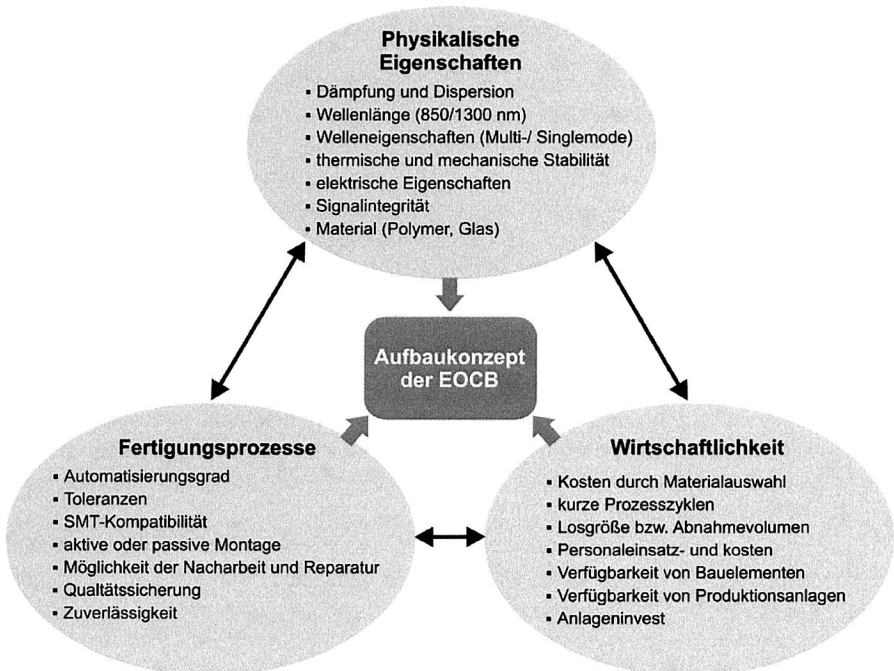 Physikalische
Eigenschaften
▪ Dämpfung und Dispersion
▪ Wellenlänge (850/1300 nm)
▪ Welleneigenschaften (Multi-/ Singlemode)
▪ thermische und mechanische Stabilität
▪ elektrische Eigenschaften
▪ Signalintegrität
▪ Material (Polymer, Glas)
Aufbaukonzept
der EOCB
Fertigungsprozesse
▪ Automatisierungsgrad
▪ Toleranzen
▪ SMT-Kompatibilität
▪ aktive oder passive Montage
▪ Möglichkeit der Nacharbeit und Reparatur
▪ Qualtätssicherung
▪ Zuverlässigkeit
Wirtschaftlichkeit
▪ Kosten durch Materialauswahl
▪ kurze Prozesszyklen
▪ Losgröße bzw. Abnahmevolumen
▪ Personaleinsatz- und kosten
▪ Verfügbarkeit von Bauelementen
▪ Verfügbarkeit von Produktionsanlagen
▪ Anlageninvest